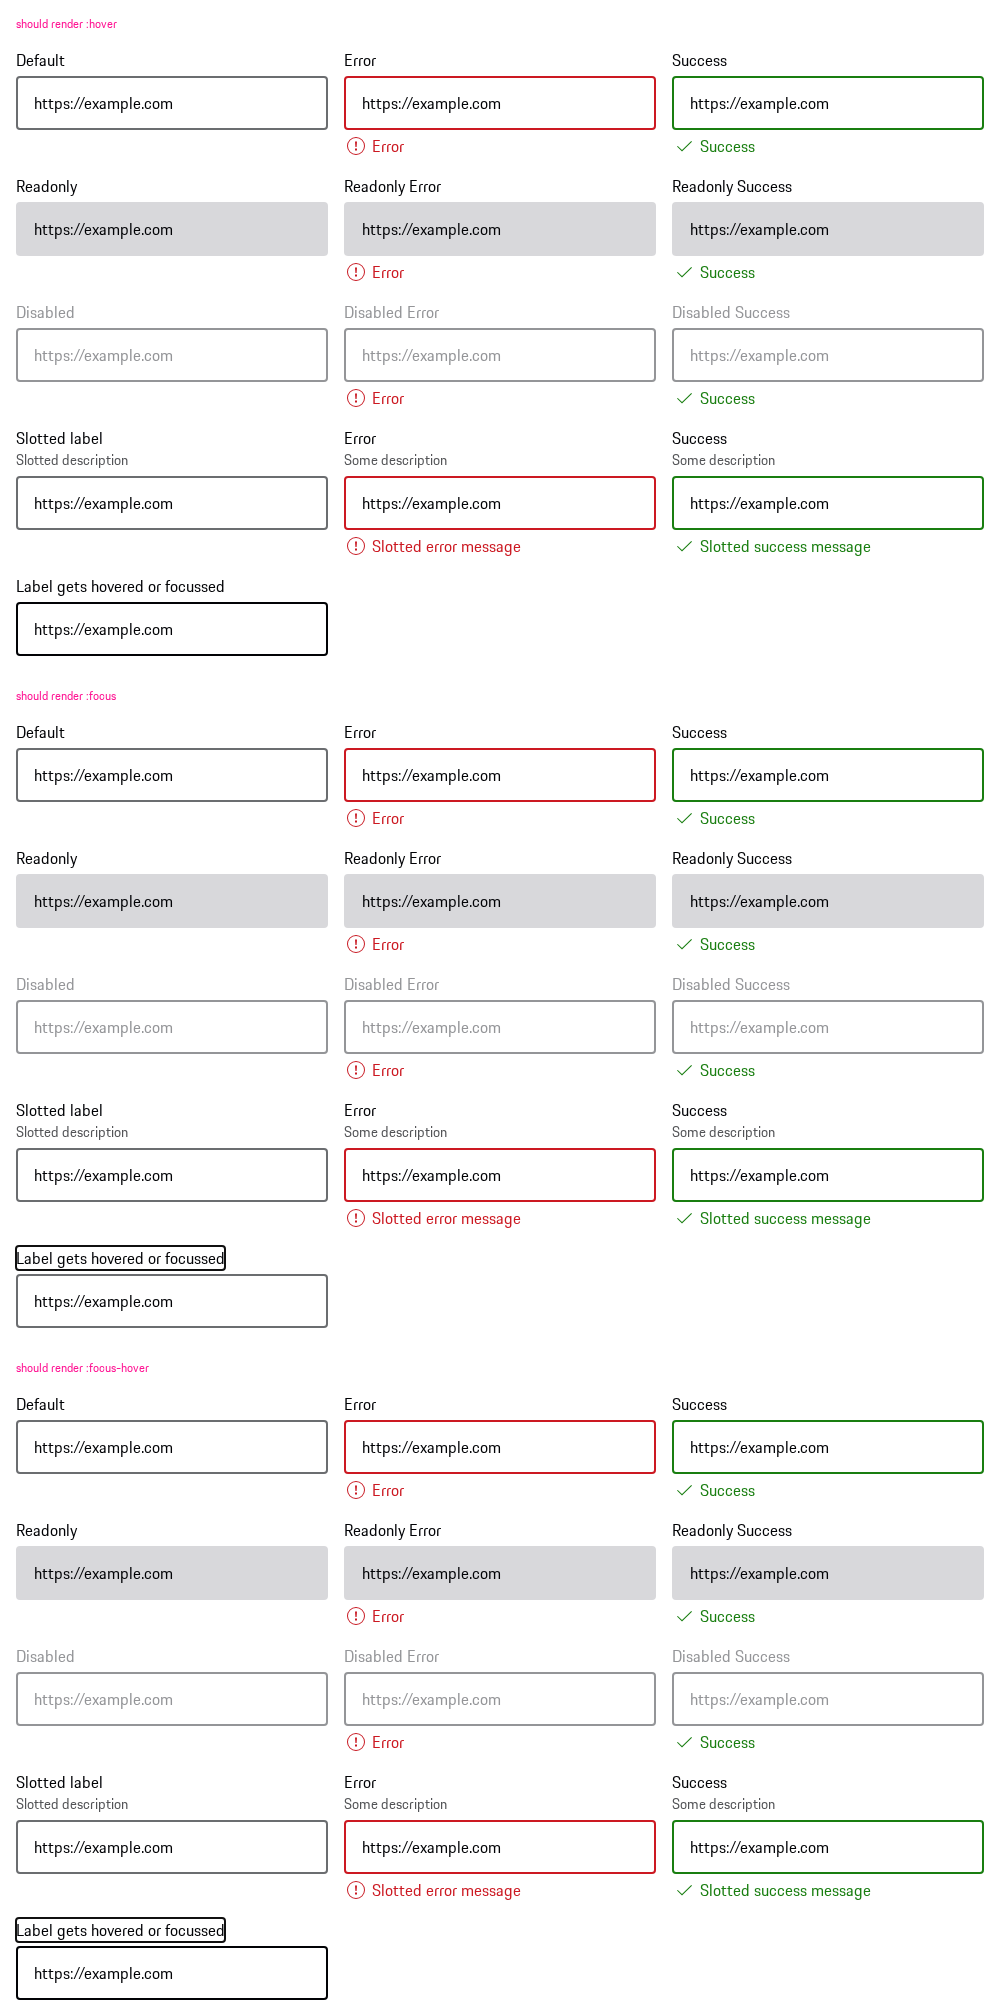 should render :hover
Default Error Success
https://example.com https://example.com https://example.com
Error Success
Readonly Readonly Error Readonly Success
https://example.com https://example.com https://example.com
Error Success
Disabled Disabled Error Disabled Success
https://example.com https://example.com https://example.com
Error Success
Slotted label Error Success
Slotted description Some description Some description
https://example.com https://example.com https://example.com
Slotted error message Slotted success message
Label gets hovered or focussed
https://example.com
should render :focus
Default Error Success
https://example.com https://example.com https://example.com
Error Success
Readonly Readonly Error Readonly Success
https://example.com https://example.com https://example.com
Error Success
Disabled Disabled Error Disabled Success
https://example.com https://example.com https://example.com
Error Success
Slotted label Error Success
Slotted description Some description Some description
https://example.com https://example.com https://example.com
Slotted error message Slotted success message
Label gets hovered or focussed
https://example.com
should render :focus-hover
Default Error Success
https://example.com https://example.com https://example.com
Error Success
Readonly Readonly Error Readonly Success
https://example.com https://example.com https://example.com
Error Success
Disabled Disabled Error Disabled Success
https://example.com https://example.com https://example.com
Error Success
Slotted label Error Success
Slotted description Some description Some description
https://example.com https://example.com https://example.com
Slotted error message Slotted success message
Label gets hovered or focussed
https://example.com